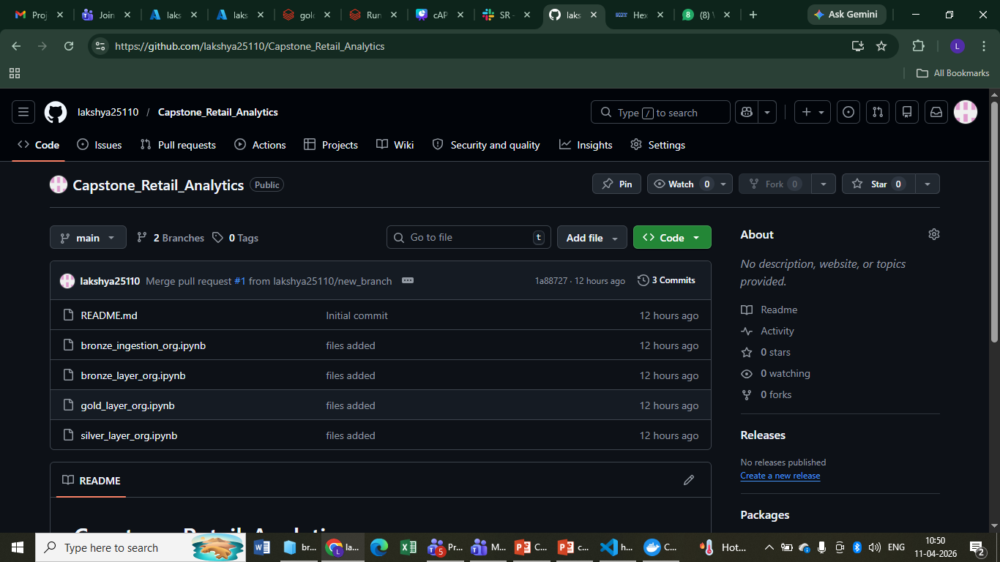 Proj
Join
laks
laks
gold
Run
cAP
SR -
laks
Hex
(8)
Ask Gemini
https://github.com/lakshya25110/Capstone_Retail_Analytics
L
All Bookmarks
lakshya25110 / Capstone_Retail_Analytics
Type / to search
Code
Issues
Pull requests
Actions
Projects
Wiki
Security and quality
Insights
Settings
Capstone_Retail_Analytics Public
Pin
Watch 0
Fork 0
Star 0
main
2 Branches
0 Tags
Go to file t
Add file
Code
About
No description, website, or topics
provided.
lakshya25110 Merge pull request #1 from lakshya25110/new_branch
1a88727 · 12 hours ago
3 Commits
README.md Initial commit 12 hours ago
bronze_ingestion_org.ipynb files added 12 hours ago
bronze_layer_org.ipynb files added 12 hours ago
gold_layer_org.ipynb files added 12 hours ago
silver_layer_org.ipynb files added 12 hours ago
Readme
Activity
0 stars
0 watching
0 forks
Releases
No releases published
Create a new release
Packages
README
Capstone_Retail_Analytics
Type here to search
br...
la...
Pr...
M...
C...
c...
h...
C...
Hot...
ENG
10:50
11-04-2026
2